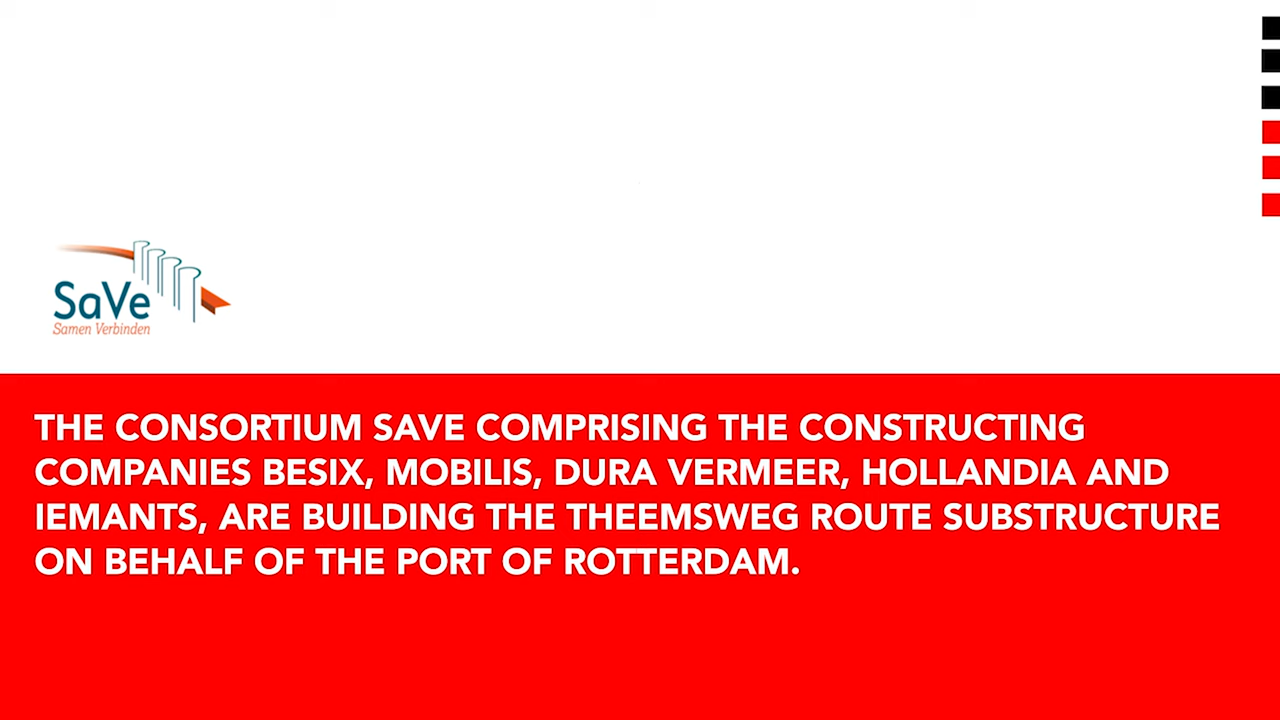 SaVe
Samen Verbinden
THE CONSORTIUM SAVE COMPRISING THE CONSTRUCTING
COMPANIES BESIX, MOBILIS, DURA VERMEER, HOLLANDIA AND
IEMANTS, ARE BUILDING THE THEEMSWEG ROUTE SUBSTRUCTURE
ON BEHALF OF THE PORT OF ROTTERDAM.